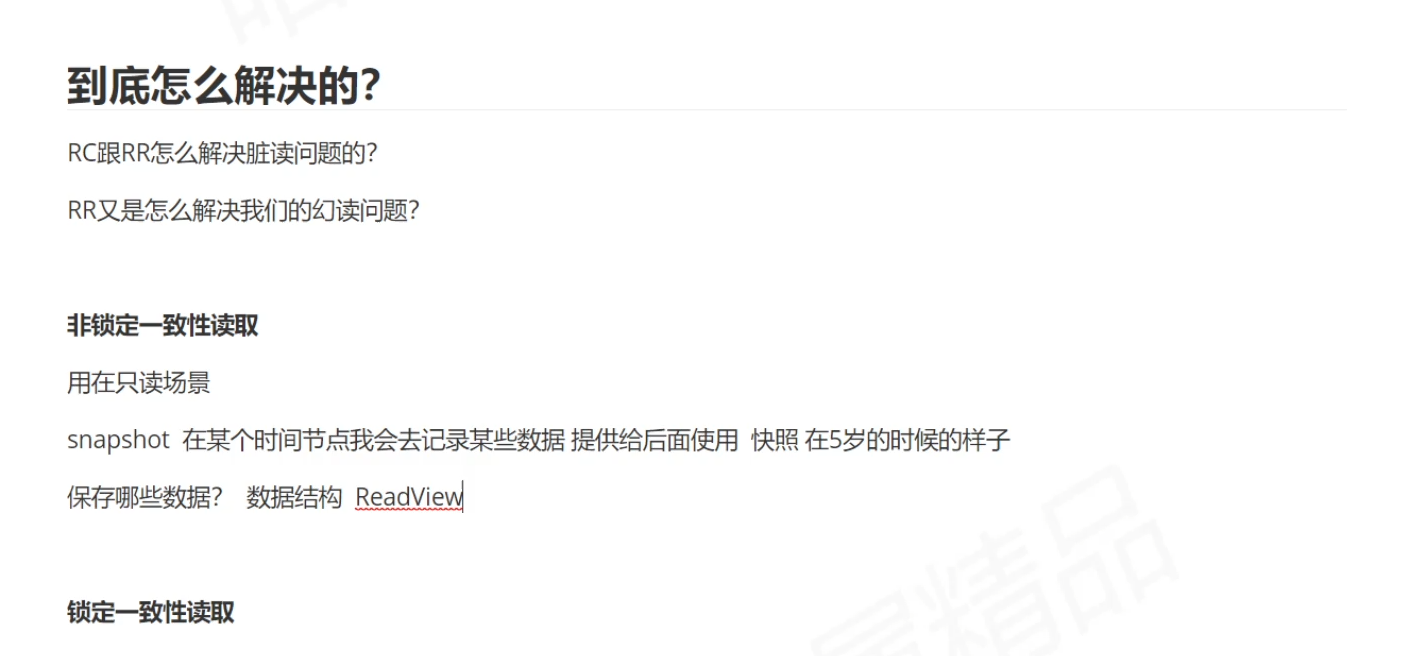 到底怎么解决的？
RC跟RR怎么解决脏读问题的？
RR又是怎么解决我们的幻读问题？
非锁定一致性读取
用在只读场景
snapshot 在某个时间节点我会去记录某些数据 提供给后面使用 快照 在5岁的时候的样子
保存哪些数据？ 数据结构 ReadView
锁定一致性读取
精品